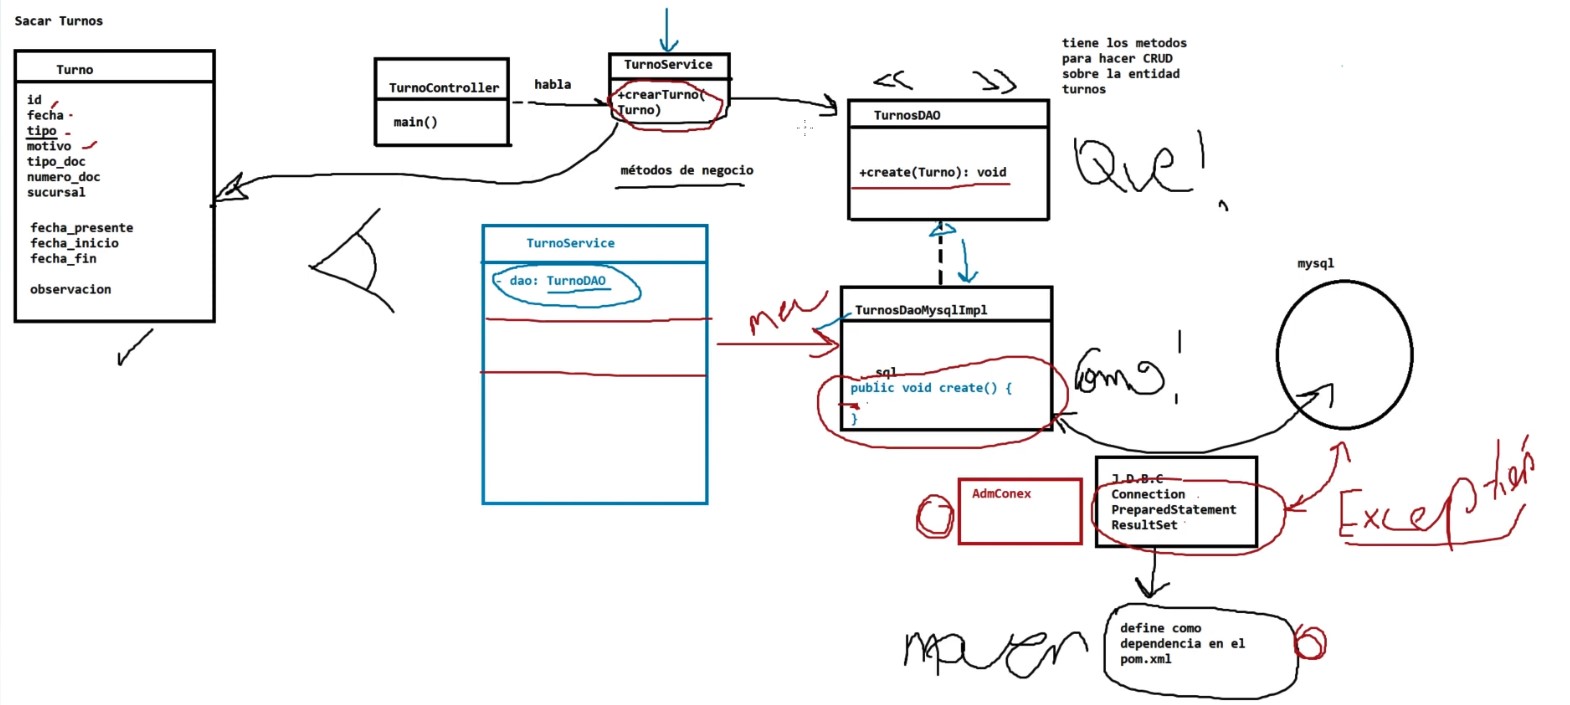 Sacar Turnos
Turno
id
fecha
tipo
motivo
tipo_doc
numero_doc
sucursal
fecha_presente
fecha_inicio
fecha_fin
observacion
TurnoController
main()
habla
TurnoService
+crearTurno(
Turno)
métodos de negocio
<< >>
TurnosDAO
+create(Turno): void
tiene los metodos
para hacer CRUD
sobre la entidad
turnos
Que!
TurnoService
- dao: TurnoDAO
TurnosDaoMysqlImpl
sql
public void create() {
}
Como!
mysql
AdmConex
J.D.B.C
Connection
PreparedStatement
ResultSet
Exception
maven
define como
dependencia en el
pom.xml